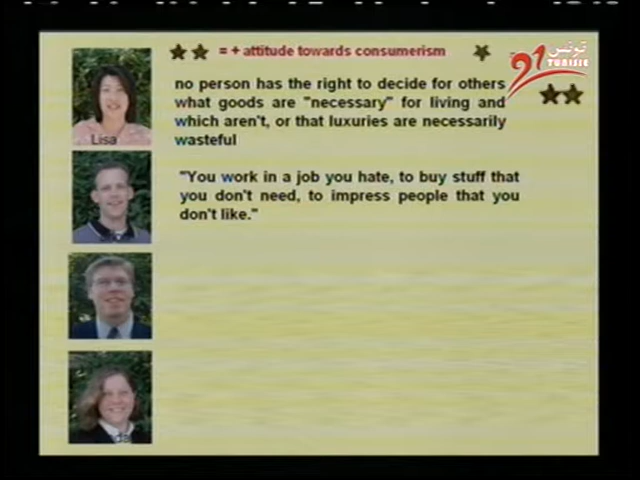 = + attitude towards consumerism
تونس
21
TUNISIE
no person has the right to decide for others
what goods are "necessary" for living and
which aren't, or that luxuries are necessarily
wasteful
Lisa
"You work in a job you hate, to buy stuff that
you don't need, to impress people that you
don't like."